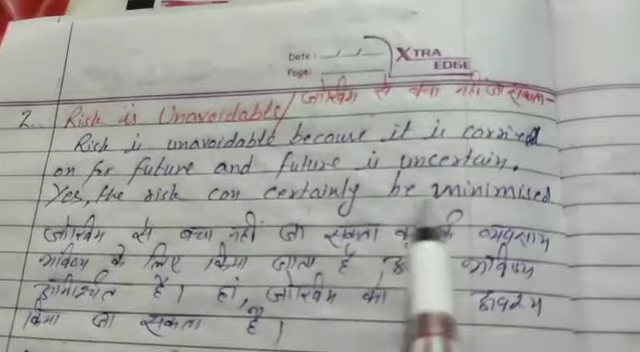 Date :
XTRA
EDGE
Page:
2. Risk is Unavoidable/ जोखिम से बचा नहीं जा सकता-
Risk is unavoidable because it is carried
on for future and future is uncertain.
Yes, the risk can certainly be minimised
जोखिम से बचा नहीं जा सकता व्यवसाय
भविष्य के लिए किया जाता है भविष्य
अनिश्चित है। हां, जोखिम को अवश्य
किया जा सकता है।